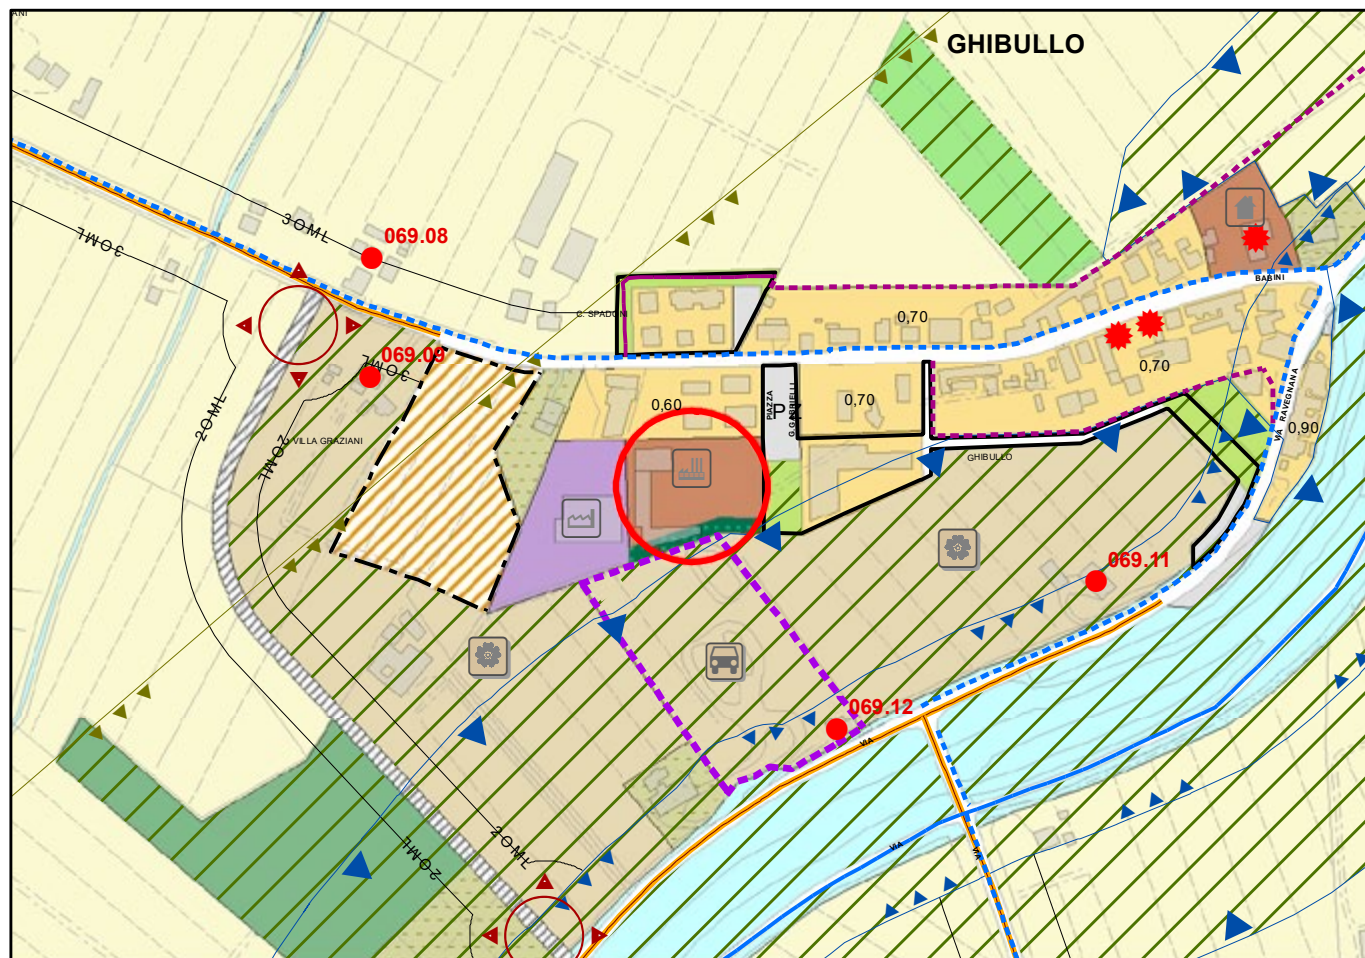 ANI
GHIBULLO
30ML
30ML
069.08
BABINI
C. SPADONI
0,70
069.09
30ML
0,70
0,60
PIAZZA
G.GABRIELLI
P
0,70
VIA RAVEGNANA
0,90
20ML
20ML
VILLA GRAZIANI
GHIBULLO
069.11
069.12
VIA
20ML
20ML
VIA
VIA